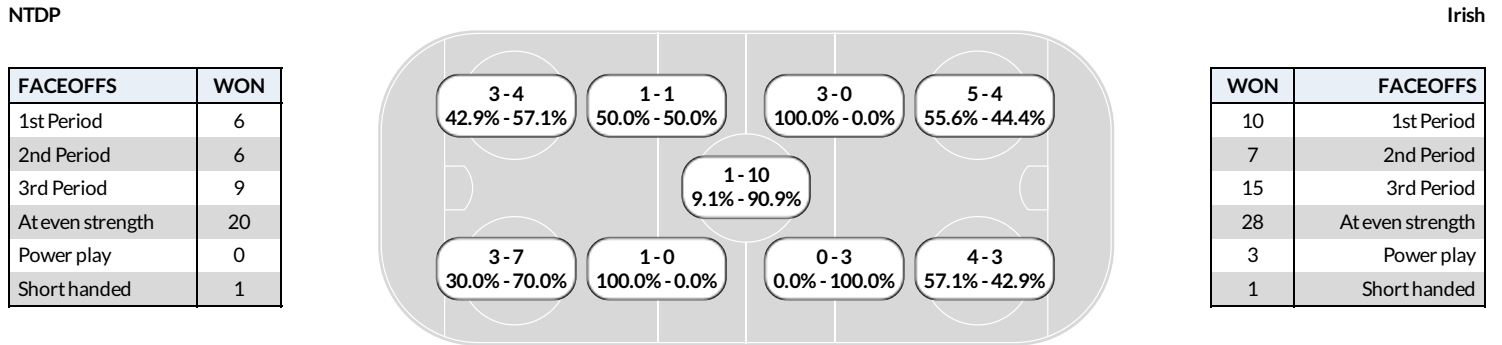 NTDP
Irish
FACEOFFS WON
1st Period 6
2nd Period 6
3rd Period 9
At even strength 20
Power play 0
Short handed 1
3 - 4
42.9% - 57.1%
1 - 1
50.0% - 50.0%
3 - 0
100.0% - 0.0%
5 - 4
55.6% - 44.4%
1 - 10
9.1% - 90.9%
3 - 7
30.0% - 70.0%
1 - 0
100.0% - 0.0%
0 - 3
0.0% - 100.0%
4 - 3
57.1% - 42.9%
WON FACEOFFS
10 1st Period
7 2nd Period
15 3rd Period
28 At even strength
3 Power play
1 Short handed